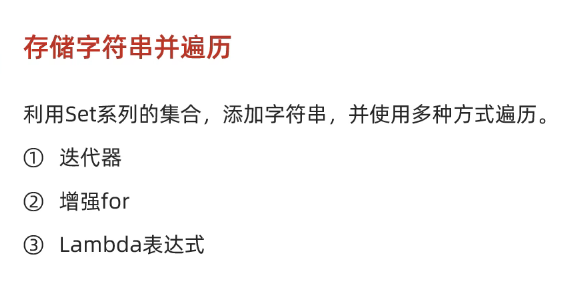 存储字符串并遍历
利用Set系列的集合，添加字符串，并使用多种方式遍历。
① 迭代器
② 增强for
③ Lambda表达式